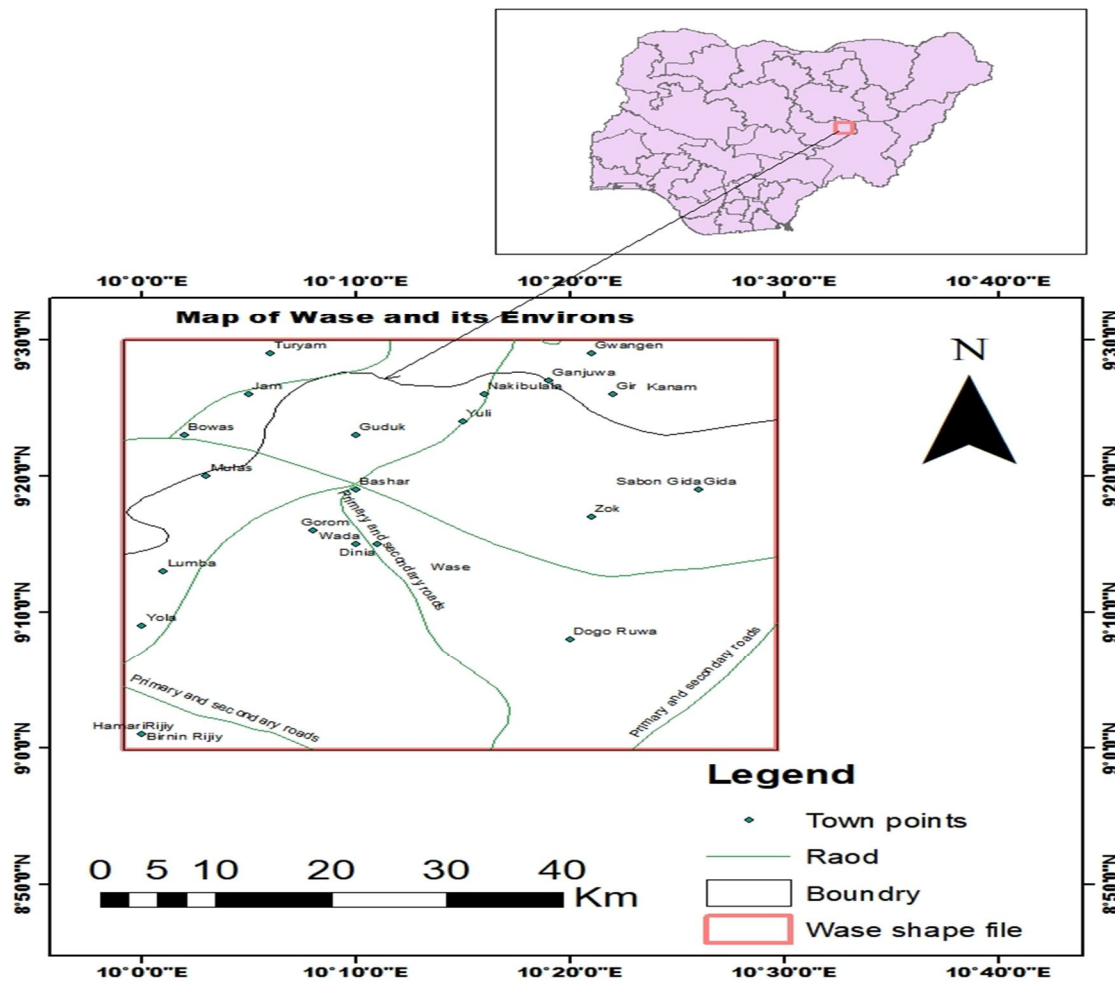 10°0'0"E 10°10'0"E 10°20'0"E 10°30'0"E 10°40'0"E
Map of Wase and its Environs
9°30'0"N 9°30'0"N
Turyam
Gwangen
N
Ganjuwa
Jam
Nakibulala
Gir Kanam
Yuli
Bowas
Guduk
9°20'0"N 9°20'0"N
Mulas
Bashar
Sabon Gida Gida
Zok
Gorom
Wada
Dinia
Primary and secondary roads
Wase
Lumba
9°10'0"N 9°10'0"N
Yola
Dogo Ruwa
Primary and secondary roads
Primary and secondary roads
HamariRijiy
Birnin Rijiy
9°0'0"N 9°0'0"N
Legend
Town points
Raod
Boundry
Wase shape file
0 5 10 20 30 40
Km
8°50'0"N 8°50'0"N
10°0'0"E 10°10'0"E 10°20'0"E 10°30'0"E 10°40'0"E